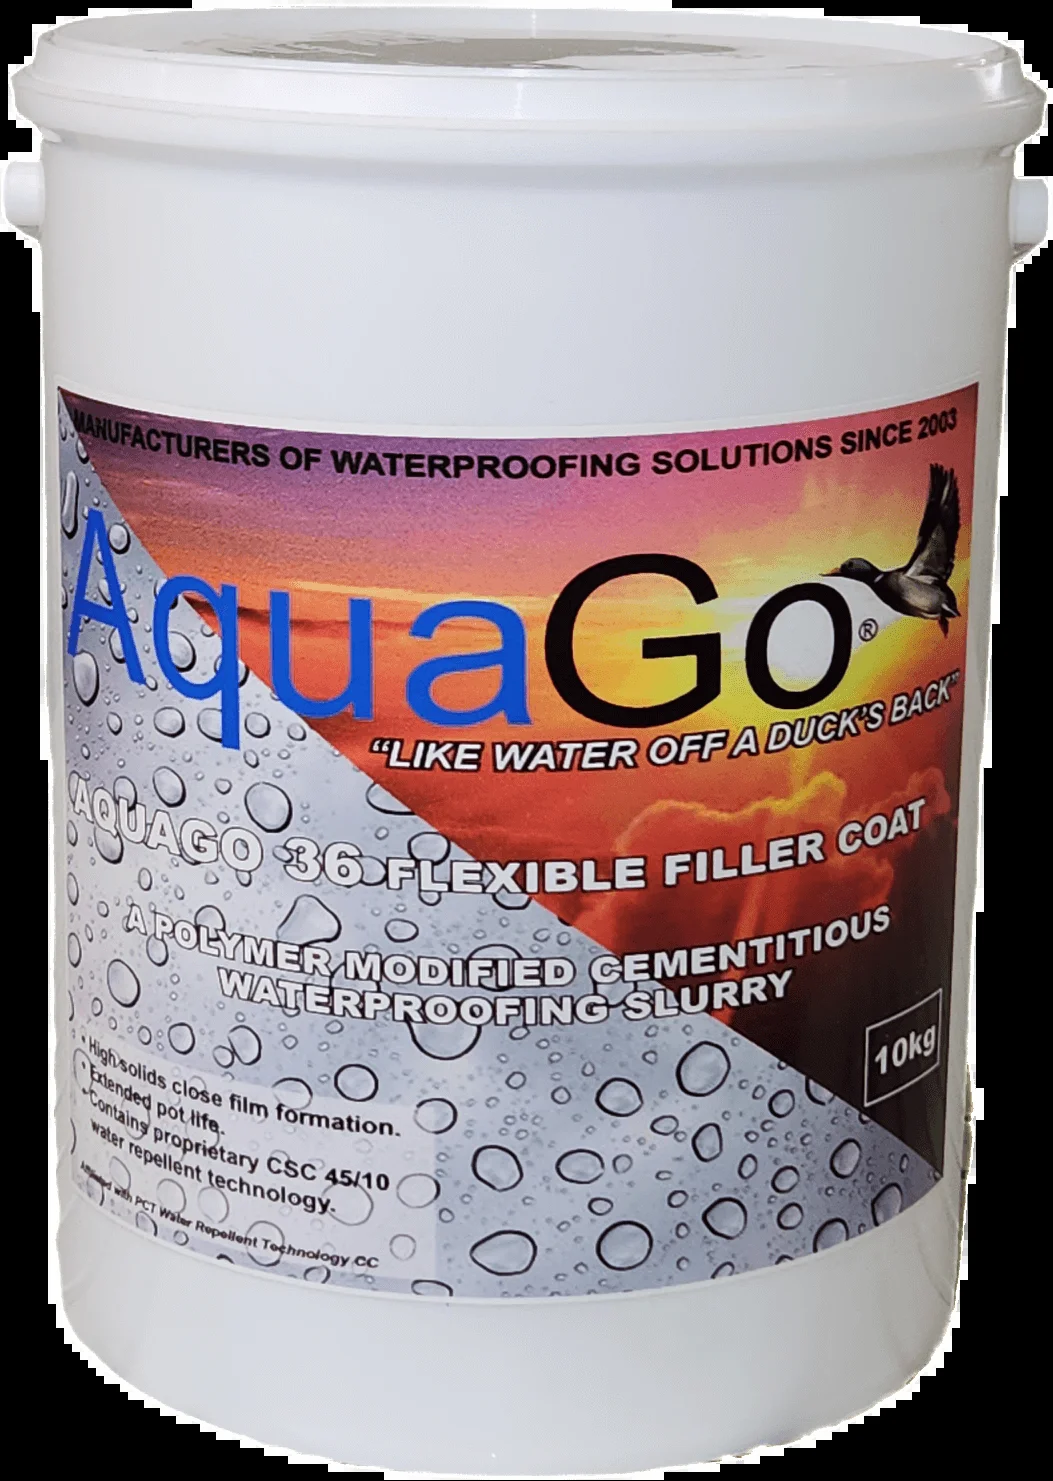 MANUFACTURERS OF WATERPROOFING SOLUTIONS SINCE 2003
AquaGo®
“LIKE WATER OFF A DUCK'S BACK”
AQUAGO 36 FLEXIBLE FILLER COAT
A POLYMER MODIFIED CEMENTITIOUS
WATERPROOFING SLURRY
10kg
• High solids close film formation.
• Extended pot life.
• Contains proprietary CSC 45/10
water repellent technology.
Affiliated with PCT Water Repellent Technology CC